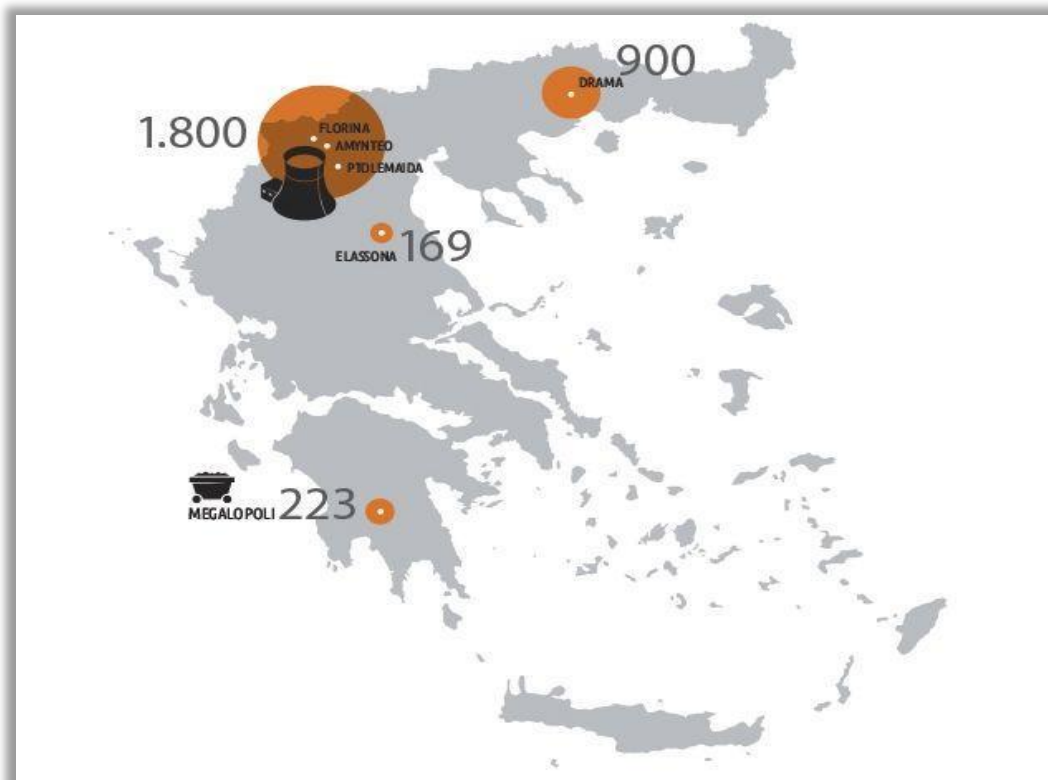 900
DRAMA
1.800
FLORINA
AMYNTEO
PTOLEMAIDA
ELASSONA 169
MEGALOPOLI 223